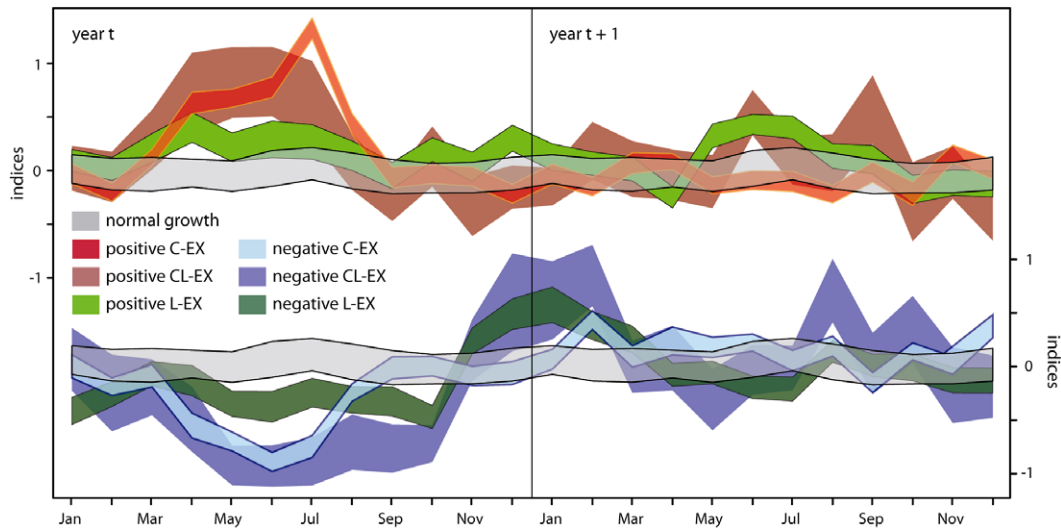 year t
year t + 1
1
0
-1
indices
normal growth
positive C-EX
negative C-EX
positive CL-EX
negative CL-EX
positive L-EX
negative L-EX
1
0
-1
indices
Jan Mar May Jul Sep Nov Jan Mar May Jul Sep Nov